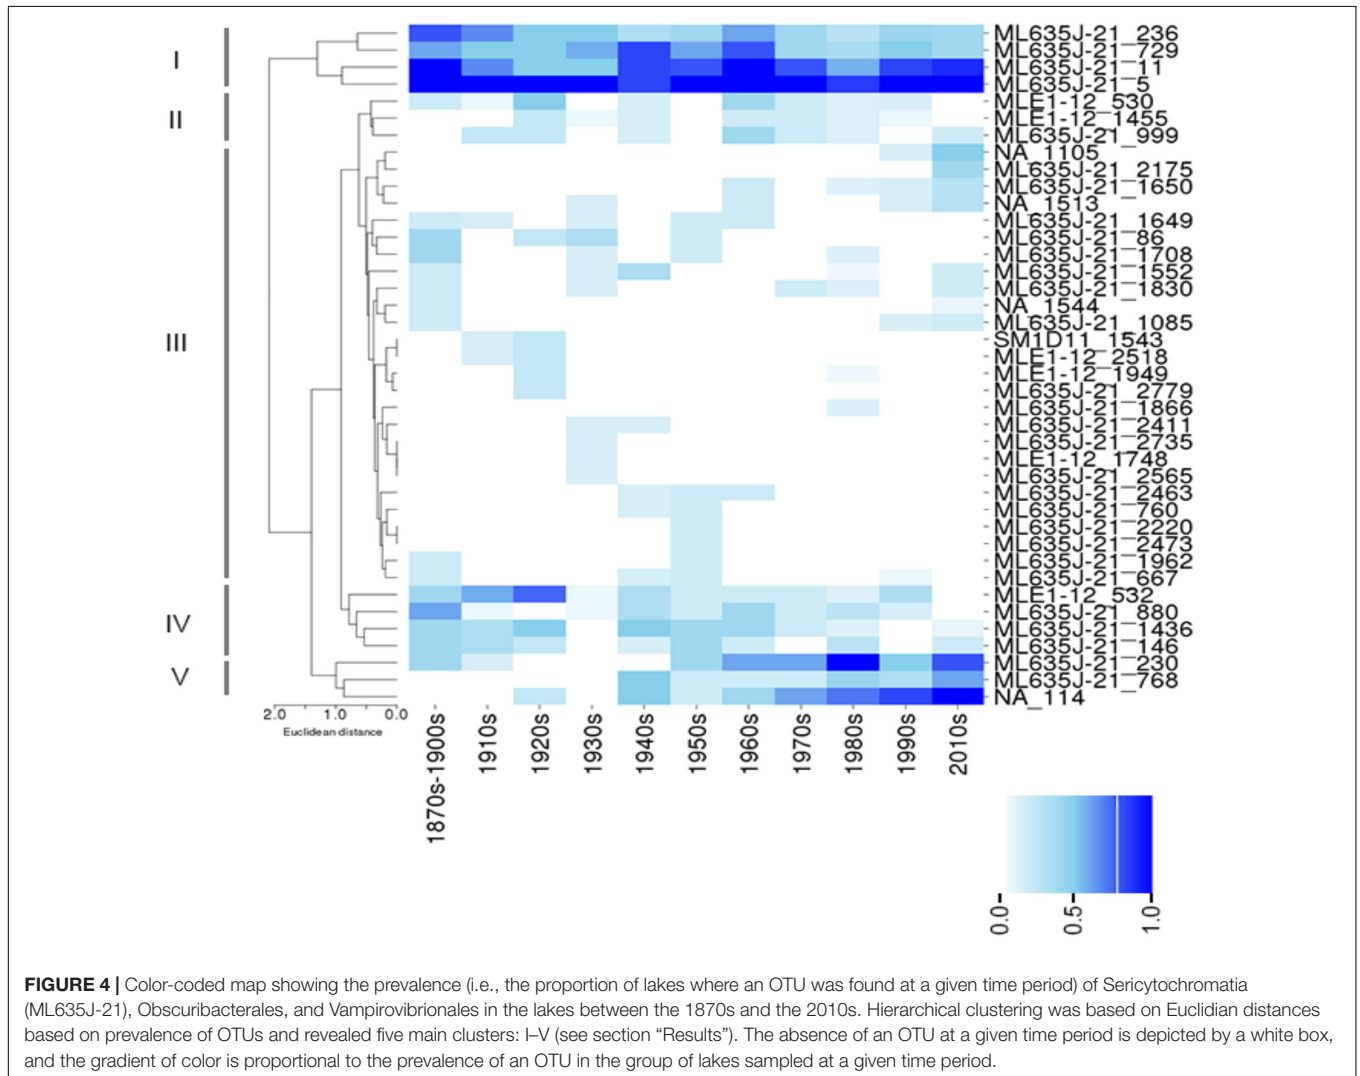 I
II
III
IV
V
ML635J-21_236
ML635J-21_729
ML635J-21_11
ML635J-21_5
MLE1-12_530
MLE1-12_1455
ML635J-21_999
NA_1105
ML635J-21_2175
ML635J-21_1650
NA_1513
ML635J-21_1649
ML635J-21_86
ML635J-21_1708
ML635J-21_1552
ML635J-21_1830
NA_1544
ML635J-21_1085
SM1D11_1543
MLE1-12_2518
MLE1-12_1949
ML635J-21_2779
ML635J-21_1866
ML635J-21_2411
ML635J-21_2735
MLE1-12_1748
ML635J-21_2565
ML635J-21_2463
ML635J-21_760
ML635J-21_2220
ML635J-21_2473
ML635J-21_1962
ML635J-21_667
MLE1-12_532
ML635J-21_880
ML635J-21_1436
ML635J-21_146
ML635J-21_230
ML635J-21_768
NA_114
2.0 1.0 0.0
Euclidean distance
1870s-1900s
1910s
1920s
1930s
1940s
1950s
1960s
1970s
1980s
1990s
2010s
0.0
0.5
1.0
FIGURE 4 | Color-coded map showing the prevalence (i.e., the proportion of lakes where an OTU was found at a given time period) of Sericytochromatia
(ML635J-21), Obscuribacterales, and Vampirovibrionales in the lakes between the 1870s and the 2010s. Hierarchical clustering was based on Euclidian distances
based on prevalence of OTUs and revealed five main clusters: I–V (see section “Results”). The absence of an OTU at a given time period is depicted by a white box,
and the gradient of color is proportional to the prevalence of an OTU in the group of lakes sampled at a given time period.